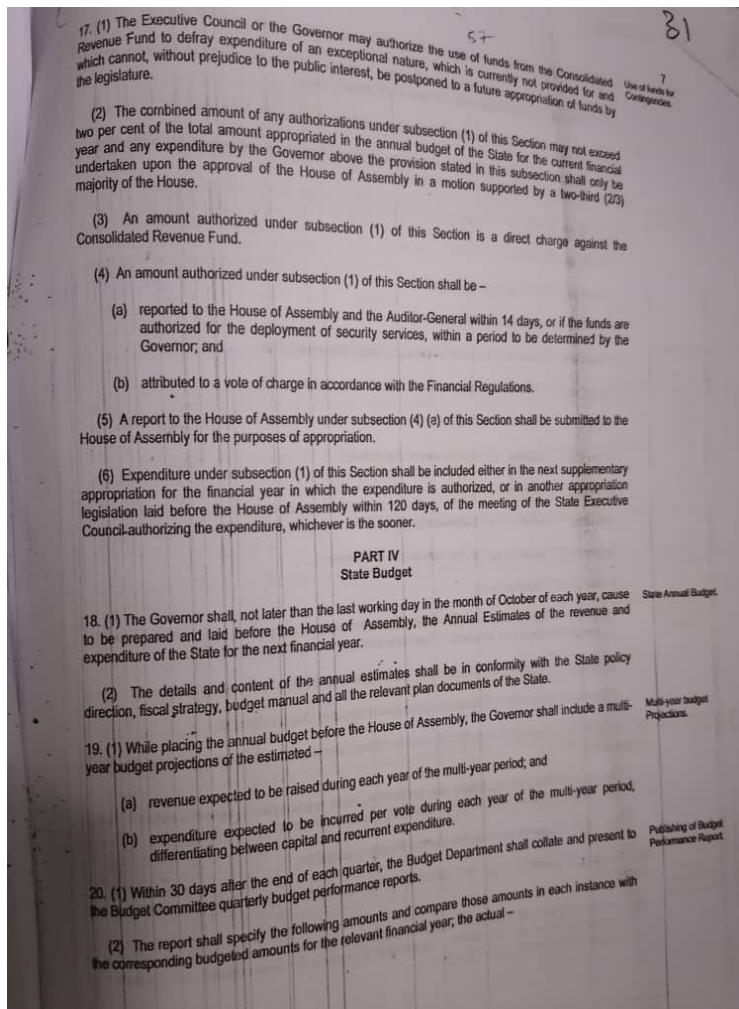 57
81
17. (1) The Executive Council or the Governor may authorize the use of funds from the Consolidated
Revenue Fund to defray expenditure of an exceptional nature, which is currently not provided for and
which cannot, without prejudice to the public interest, be postponed to a future appropriation of funds by
the legislature.
7
Use of funds for
Contingencies
(2) The combined amount of any authorizations under subsection (1) of this Section may not exceed
two per cent of the total amount appropriated in the annual budget of the State for the current financial
year and any expenditure by the Governor above the provision stated in this subsection shall only be
undertaken upon the approval of the House of Assembly in a motion supported by a two-third (2/3)
majority of the House.
(3) An amount authorized under subsection (1) of this Section is a direct charge against the
Consolidated Revenue Fund.
(4) An amount authorized under subsection (1) of this Section shall be –
(a) reported to the House of Assembly and the Auditor-General within 14 days, or if the funds are
authorized for the deployment of security services, within a period to be determined by the
Governor; and
(b) attributed to a vote of charge in accordance with the Financial Regulations.
(5) A report to the House of Assembly under subsection (4) (a) of this Section shall be submitted to the
House of Assembly for the purposes of appropriation.
(6) Expenditure under subsection (1) of this Section shall be included either in the next supplementary
appropriation for the financial year in which the expenditure is authorized, or in another appropriation
legislation laid before the House of Assembly within 120 days, of the meeting of the State Executive
Council authorizing the expenditure, whichever is the sooner.
PART IV
State Budget
18. (1) The Governor shall, not later than the last working day in the month of October of each year, cause
to be prepared and laid before the House of Assembly, the Annual Estimates of the revenue and
expenditure of the State for the next financial year.
State Annual Budget.
(2) The details and content of the annual estimates shall be in conformity with the State policy
direction, fiscal strategy, budget manual and all the relevant plan documents of the State.
19. (1) While placing the annual budget before the House of Assembly, the Governor shall include a multi-
year budget projections of the estimated –
Multi-year budget
Projections.
(a) revenue expected to be raised during each year of the multi-year period; and
(b) expenditure expected to be incurred per vote during each year of the multi-year period,
differentiating between capital and recurrent expenditure.
20. (1) Within 30 days after the end of each quarter, the Budget Department shall collate and present to
the Budget Committee quarterly budget performance reports.
Publishing of Budget
Performance Report
(2) The report shall specify the following amounts and compare those amounts in each instance with
the corresponding budgeted amounts for the relevant financial year; the actual –